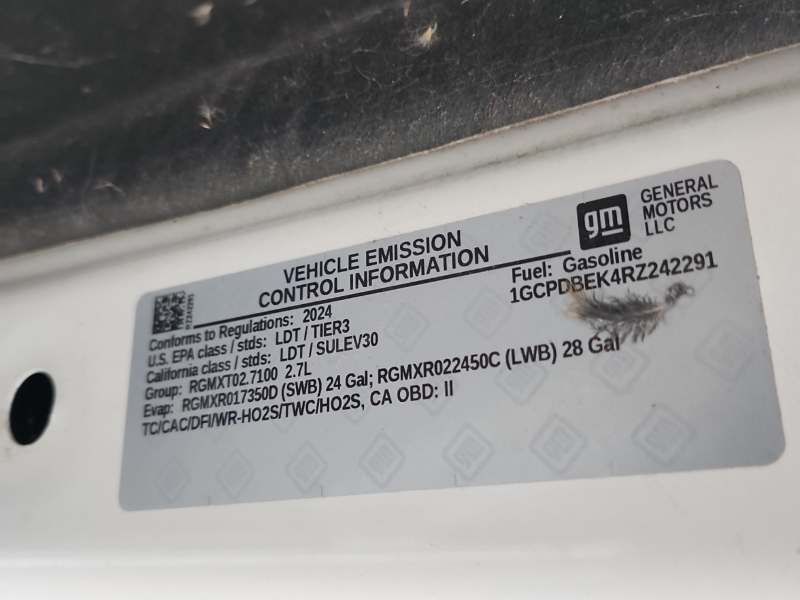 gm
GENERAL
MOTORS
LLC
VEHICLE EMISSION
CONTROL INFORMATION
Fuel: Gasoline
1GCPDBEK4RZ242291
RZ242291
Conforms to Regulations: 2024
U.S. EPA class / stds: LDT / TIER3
California class / stds: LDT / SULEV30
Group: RGMXT02.7100 2.7L
Evap: RGMXR017350D (SWB) 24 Gal; RGMXR022450C (LWB) 28 Gal
TC/CAC/DFI/WR-HO2S/TWC/HO2S, CA OBD: II